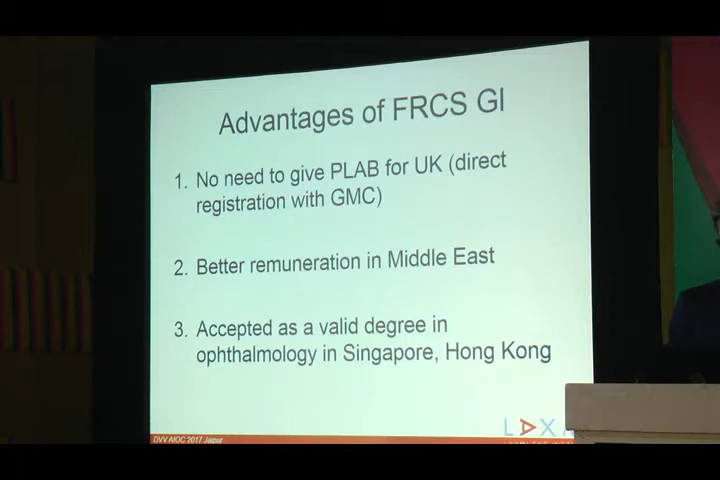 Advantages of FRCS Gl
1. No need to give PLAB for UK (direct
registration with GMC)
2. Better remuneration in Middle East
3. Accepted as a valid degree in
ophthalmology in Singapore, Hong Kong
DVV AIOC 2017 Jaipur